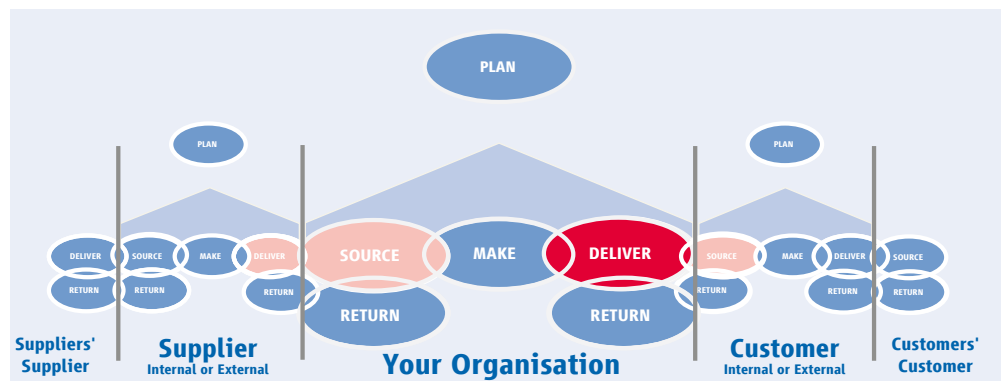 PLAN
PLAN
PLAN
DELIVER
SOURCE
MAKE
DELIVER
SOURCE
MAKE
DELIVER
SOURCE
MAKE
DELIVER
SOURCE
RETURN
RETURN
RETURN
RETURN
RETURN
RETURN
RETURN
RETURN
Suppliers'
Supplier
Supplier
Internal or External
Your Organisation
Customer
Internal or External
Customers'
Customer